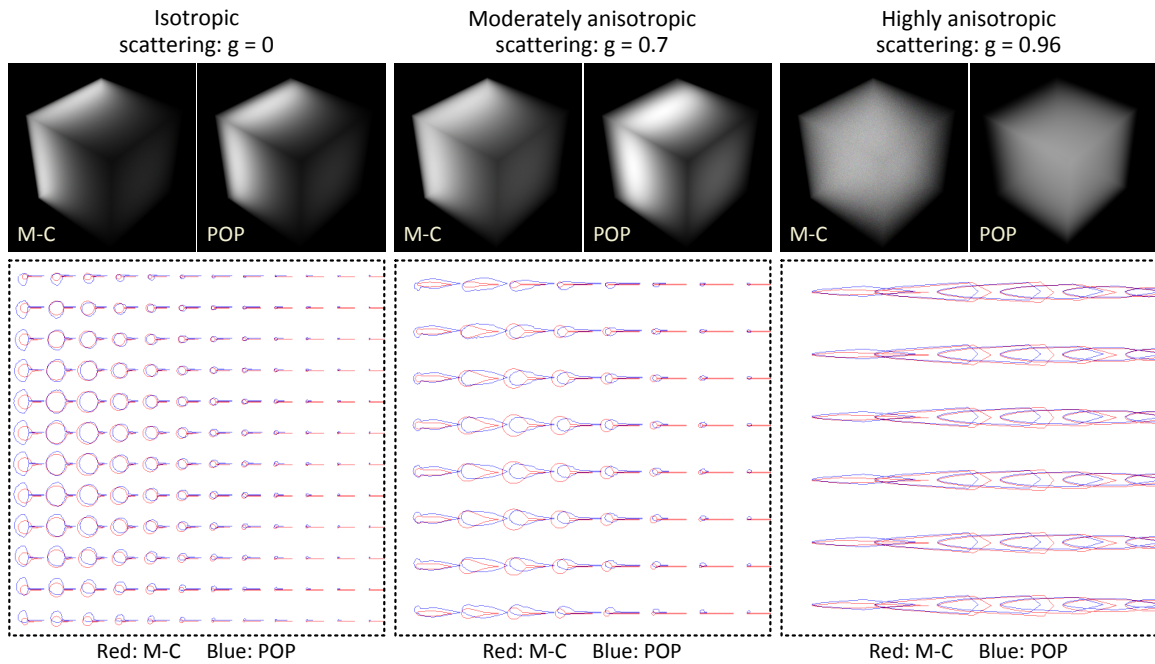 Isotropic
scattering: g = 0
Moderately anisotropic
scattering: g = 0.7
Highly anisotropic
scattering: g = 0.96
M-C
POP
M-C
POP
M-C
POP
Red: M-C Blue: POP
Red: M-C Blue: POP
Red: M-C Blue: POP